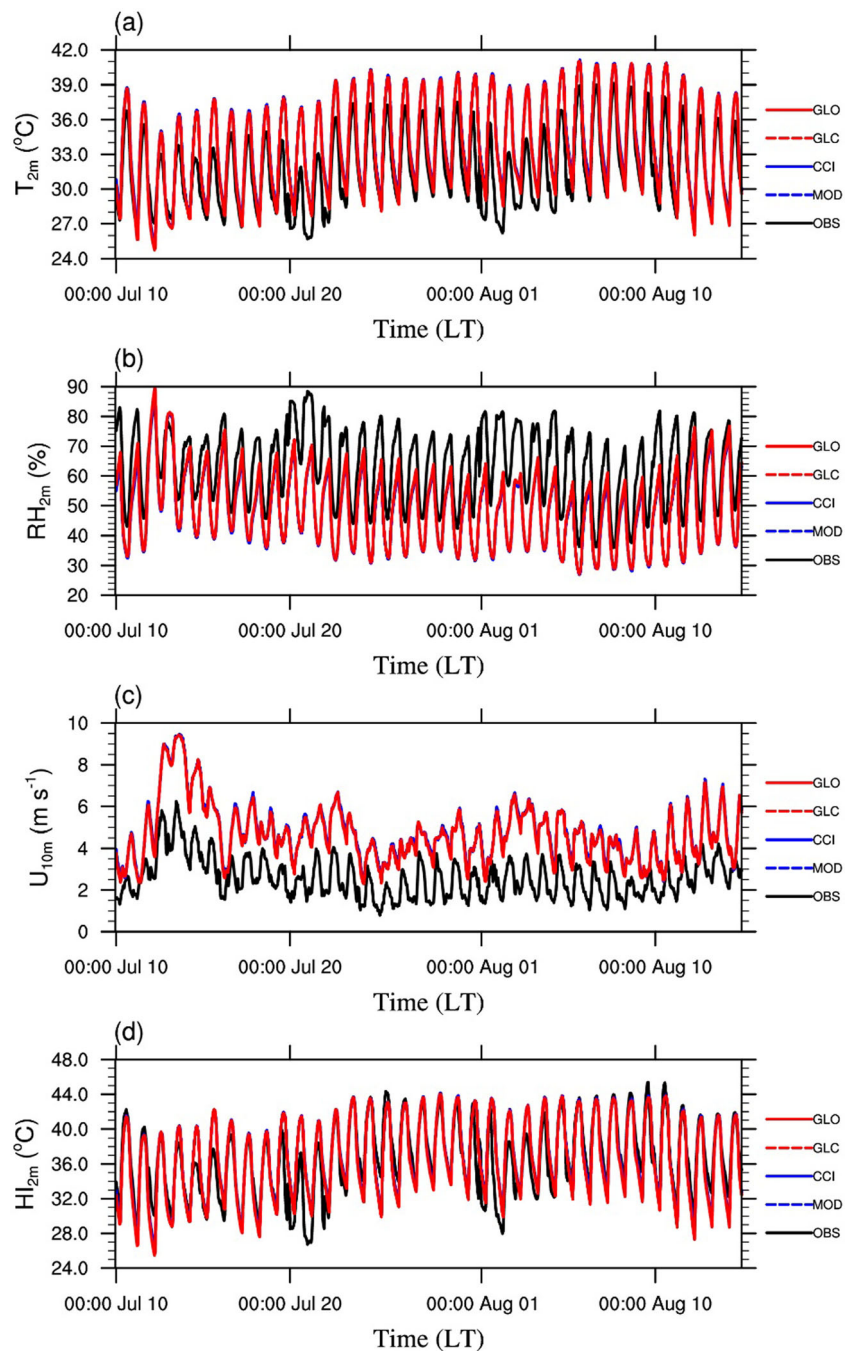 (a)
42.0
39.0
36.0
33.0
30.0
27.0
24.0
T2m (°C)
GLO
GLC
CCI
MOD
OBS
00:00 Jul 10 00:00 Jul 20 00:00 Aug 01 00:00 Aug 10
Time (LT)
(b)
90
80
70
60
50
40
30
20
RH2m (%)
GLO
GLC
CCI
MOD
OBS
00:00 Jul 10 00:00 Jul 20 00:00 Aug 01 00:00 Aug 10
Time (LT)
(c)
10
8
6
4
2
0
U10m (m s-1)
GLO
GLC
CCI
MOD
OBS
00:00 Jul 10 00:00 Jul 20 00:00 Aug 01 00:00 Aug 10
Time (LT)
(d)
48.0
44.0
40.0
36.0
32.0
28.0
24.0
HI2m (°C)
GLO
GLC
CCI
MOD
OBS
00:00 Jul 10 00:00 Jul 20 00:00 Aug 01 00:00 Aug 10
Time (LT)